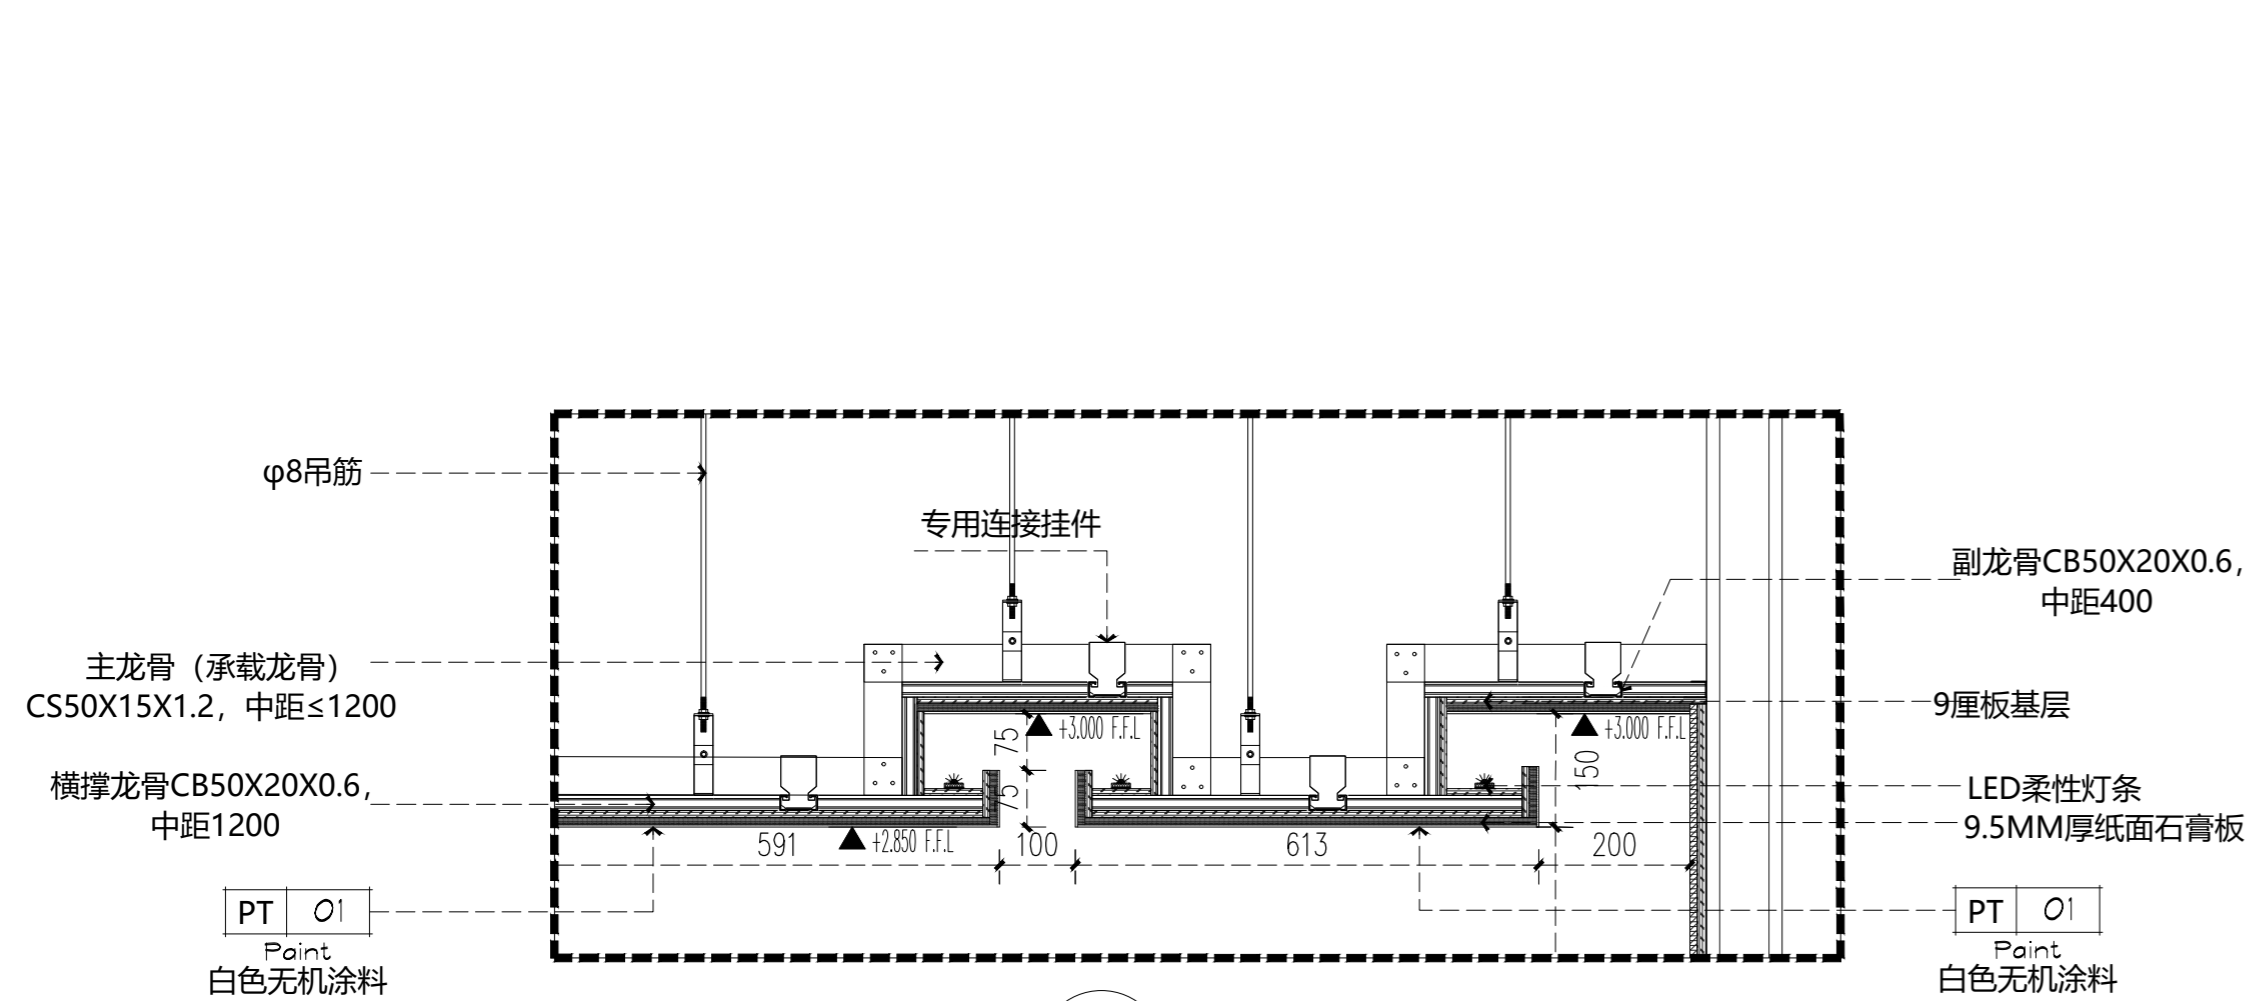 φ8吊筋
专用连接挂件
副龙骨CB50X20X0.6,
中距400
主龙骨（承载龙骨）
CS50X15X1.2，中距≤1200
9厘板基层
+3.000 F.F.L
+3.000 F.F.L
75
150
横撑龙骨CB50X20X0.6,
中距1200
LED柔性灯条
75
9.5MM厚纸面石膏板
591
+2.850 F.F.L
100
613
200
PT 01
Paint
白色无机涂料
PT 01
Paint
白色无机涂料